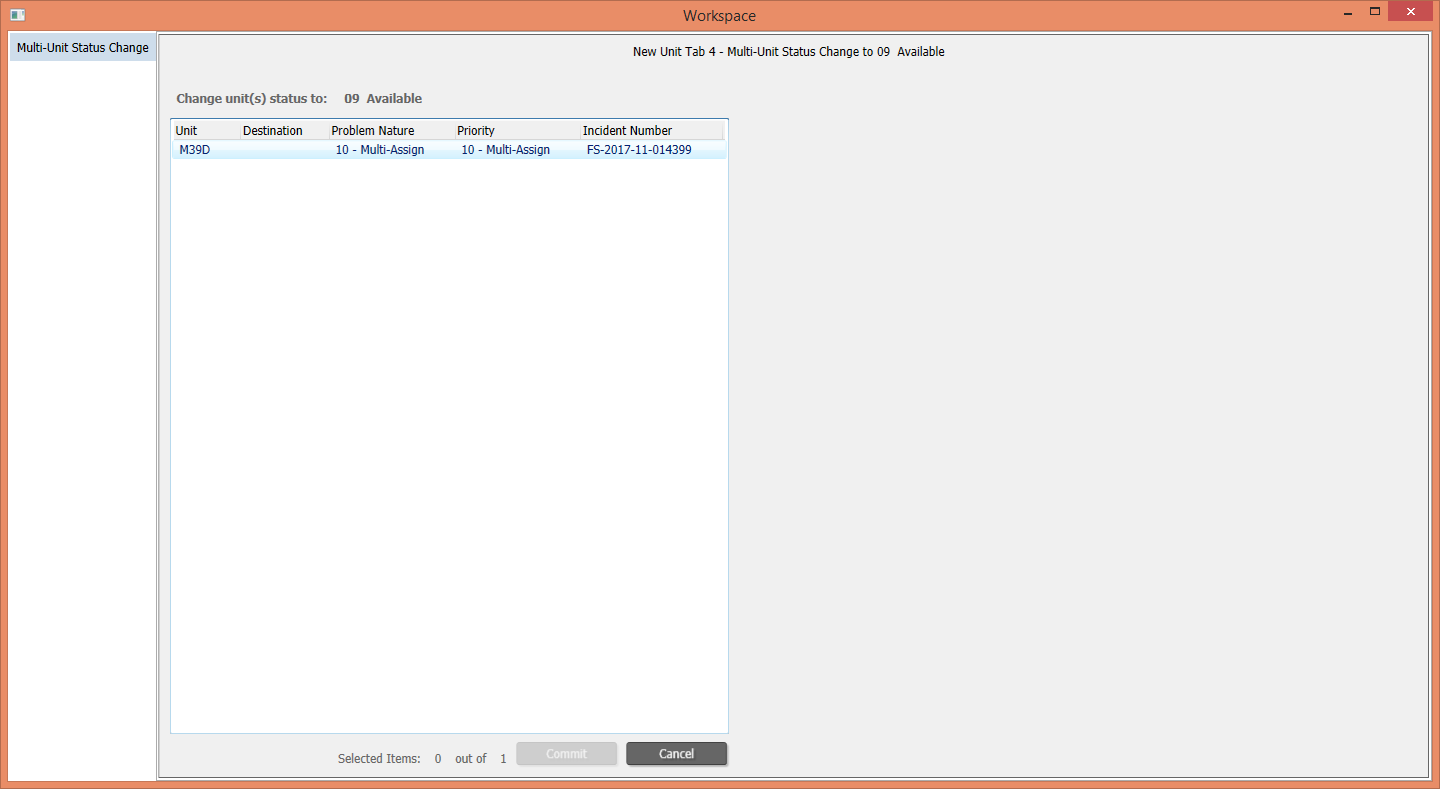 Workspace
Multi-Unit Status Change
New Unit Tab 4 - Multi-Unit Status Change to 09  Available
Change unit(s) status to:  09  Available
Unit  Destination  Problem Nature  Priority  Incident Number
M39D  10 - Multi-Assign  10 - Multi-Assign  FS-2017-11-014399
Selected Items:  0  out of  1  Commit  Cancel